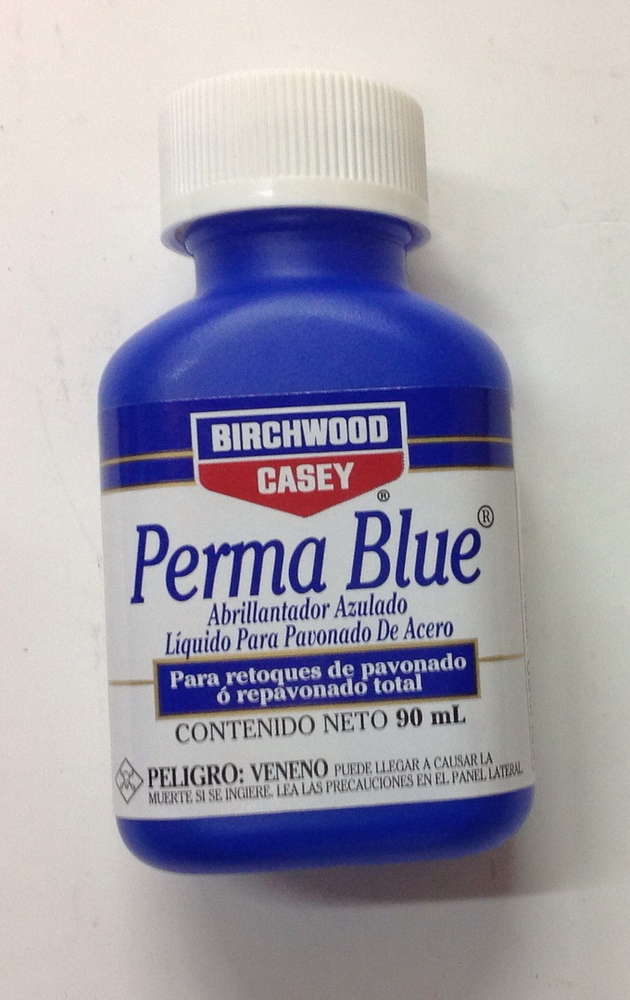 BIRCHWOOD
CASEY
®
Perma Blue®
Abrillantador Azulado
Líquido Para Pavonado De Acero
Para retoques de pavonado
ó repavonado total
CONTENIDO NETO 90 mL
PELIGRO: VENENO PUEDE LLEGAR A CAUSAR LA
MUERTE SI SE INGIERE. LEA LAS PRECAUCIONES EN EL PANEL LATERAL